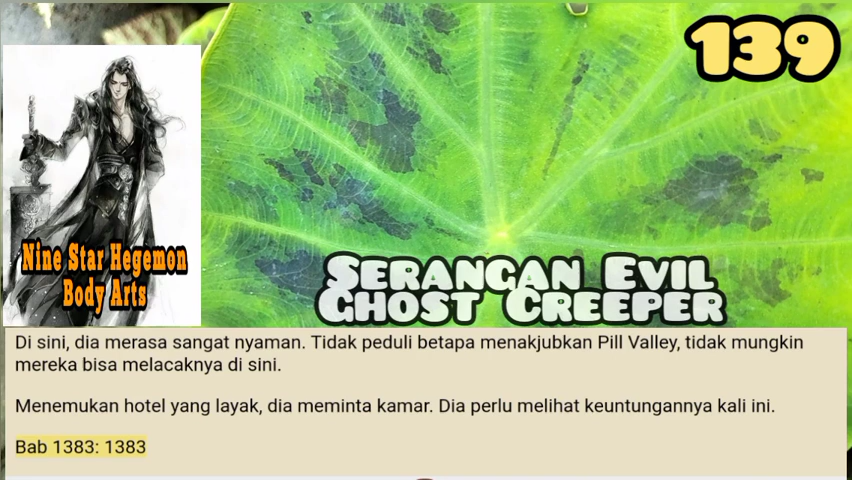 139
Nine Star Hegemon
Body Arts
Serangan Evil
Ghost Creeper
Di sini, dia merasa sangat nyaman. Tidak peduli betapa menakjubkan Pill Valley, tidak mungkin
mereka bisa melacaknya di sini.
Menemukan hotel yang layak, dia meminta kamar. Dia perlu melihat keuntungannya kali ini.
Bab 1383: 1383